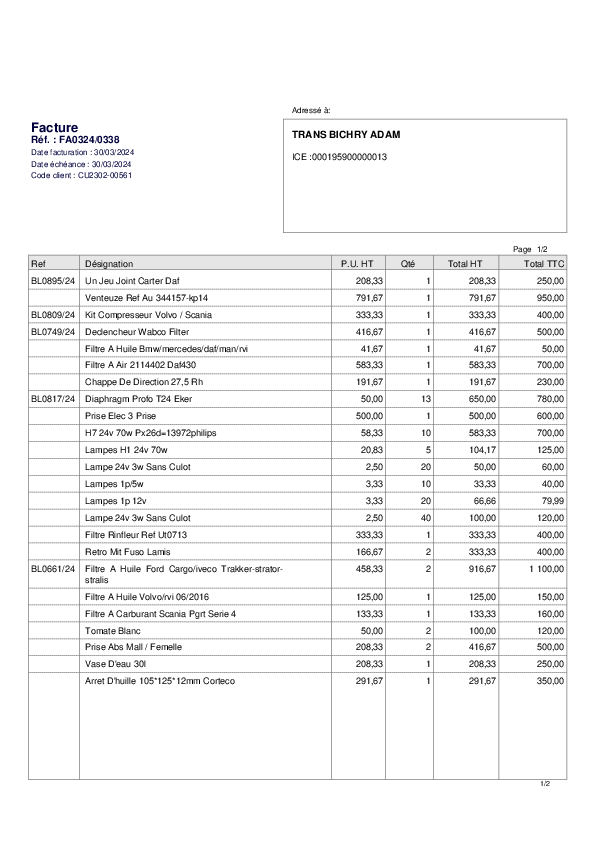 Adressé à:
Facture
Réf. : FA0324/0338
Date facturation : 30/03/2024
Date échéance : 30/03/2024
Code client : CU2302-00561
TRANS BICHRY ADAM
ICE :000195900000013
Page 1/2
Ref Désignation P.U. HT Qté Total HT Total TTC
BL0895/24 Un Jeu Joint Carter Daf 208,33 1 208,33 250,00
Venteuze Ref Au 344157-kp14 791,67 1 791,67 950,00
BL0809/24 Kit Compresseur Volvo / Scania 333,33 1 333,33 400,00
BL0749/24 Dedencheur Wabco Filter 416,67 1 416,67 500,00
Filtre A Huile Bmw/mercedes/daf/man/rvi 41,67 1 41,67 50,00
Filtre A Air 2114402 Daf430 583,33 1 583,33 700,00
Chappe De Direction 27,5 Rh 191,67 1 191,67 230,00
BL0817/24 Diaphragm Profo T24 Eker 50,00 13 650,00 780,00
Prise Elec 3 Prise 500,00 1 500,00 600,00
H7 24v 70w Px26d=13972philips 58,33 10 583,33 700,00
Lampes H1 24v 70w 20,83 5 104,17 125,00
Lampe 24v 3w Sans Culot 2,50 20 50,00 60,00
Lampes 1p/5w 3,33 10 33,33 40,00
Lampes 1p 12v 3,33 20 66,66 79,99
Lampe 24v 3w Sans Culot 2,50 40 100,00 120,00
Filtre Rinfleur Ref Ut0713 333,33 1 333,33 400,00
Retro Mit Fuso Lamis 166,67 2 333,33 400,00
BL0661/24 Filtre A Huile Ford Cargo/iveco Trakker-strator- 458,33 2 916,67 1 100,00
stralis
Filtre A Huile Volvo/rvi 06/2016 125,00 1 125,00 150,00
Filtre A Carburant Scania Pgrt Serie 4 133,33 1 133,33 160,00
Tomate Blanc 50,00 2 100,00 120,00
Prise Abs Mall / Femelle 208,33 2 416,67 500,00
Vase D'eau 30l 208,33 1 208,33 250,00
Arret D'huille 105*125*12mm Corteco 291,67 1 291,67 350,00
1/2